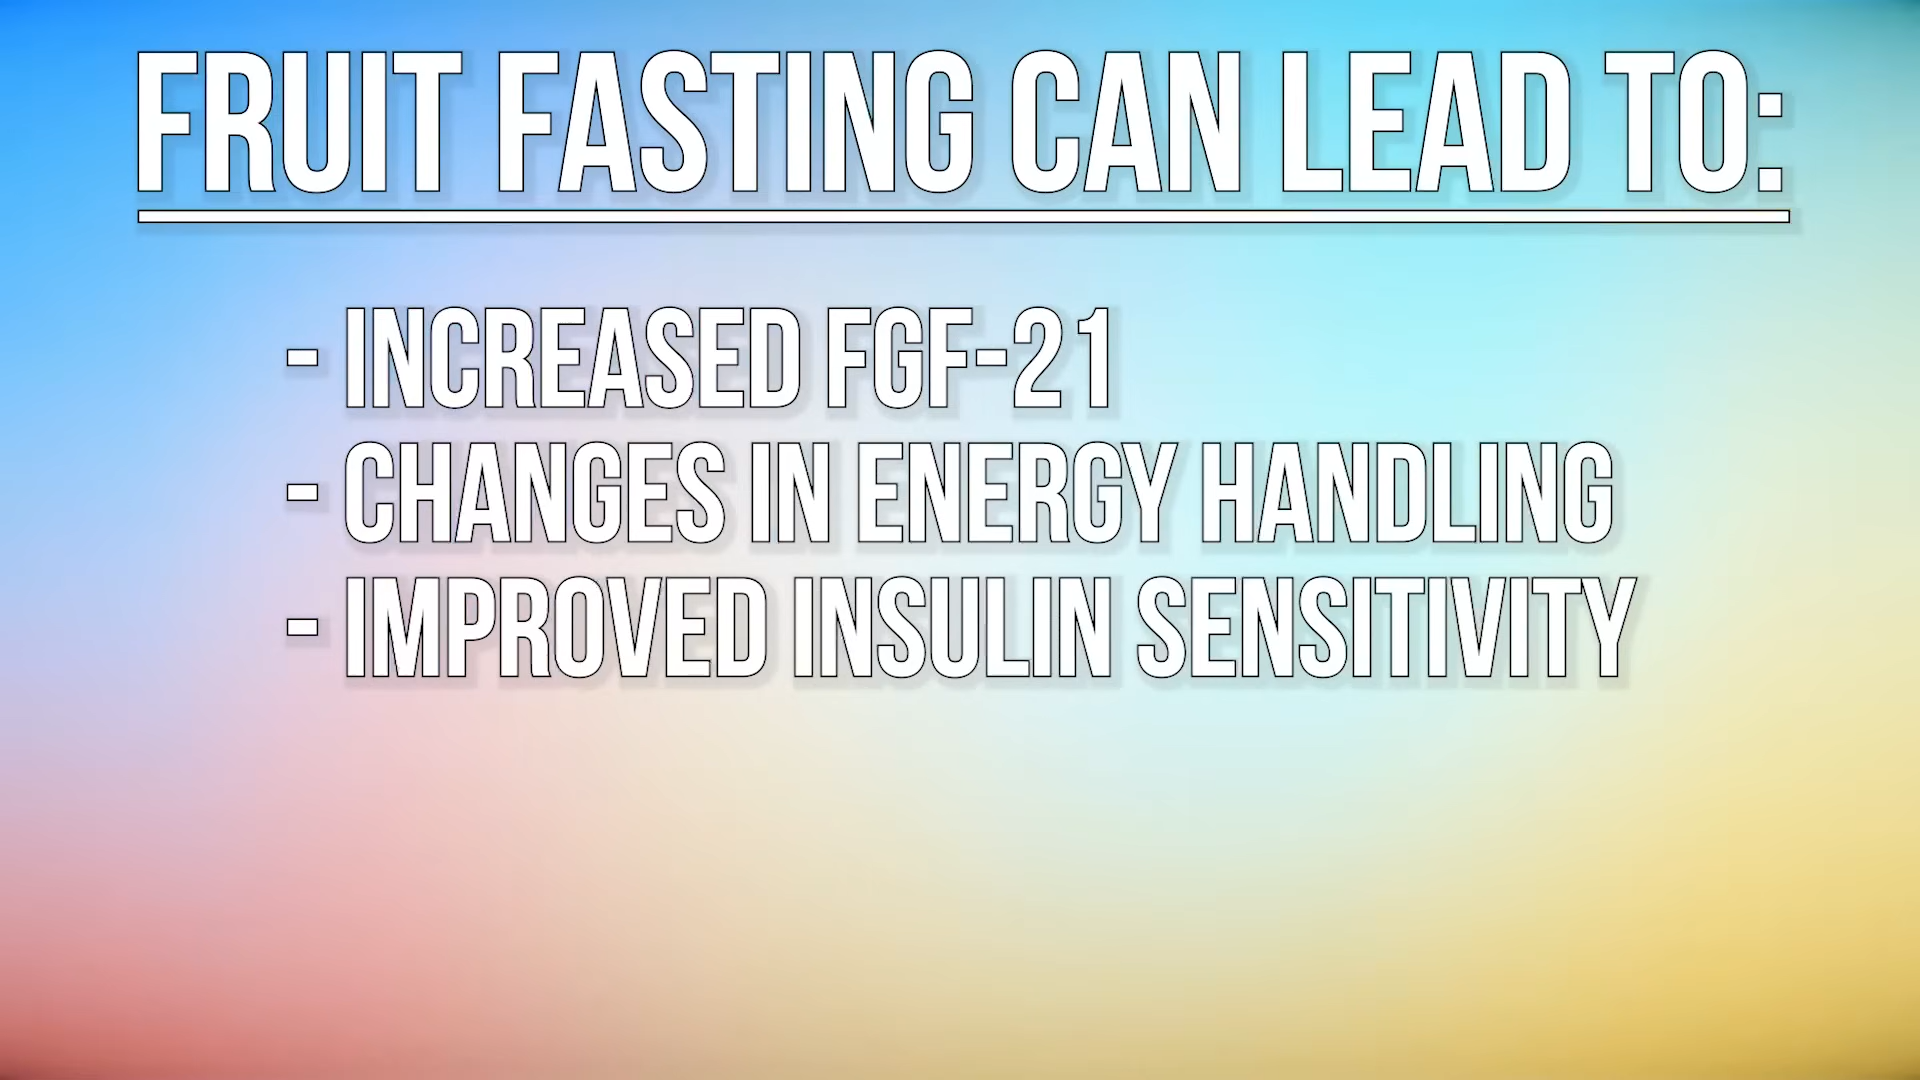 FRUIT FASTING CAN LEAD TO:
- INCREASED FGF-21
- CHANGES IN ENERGY HANDLING
- IMPROVED INSULIN SENSITIVITY